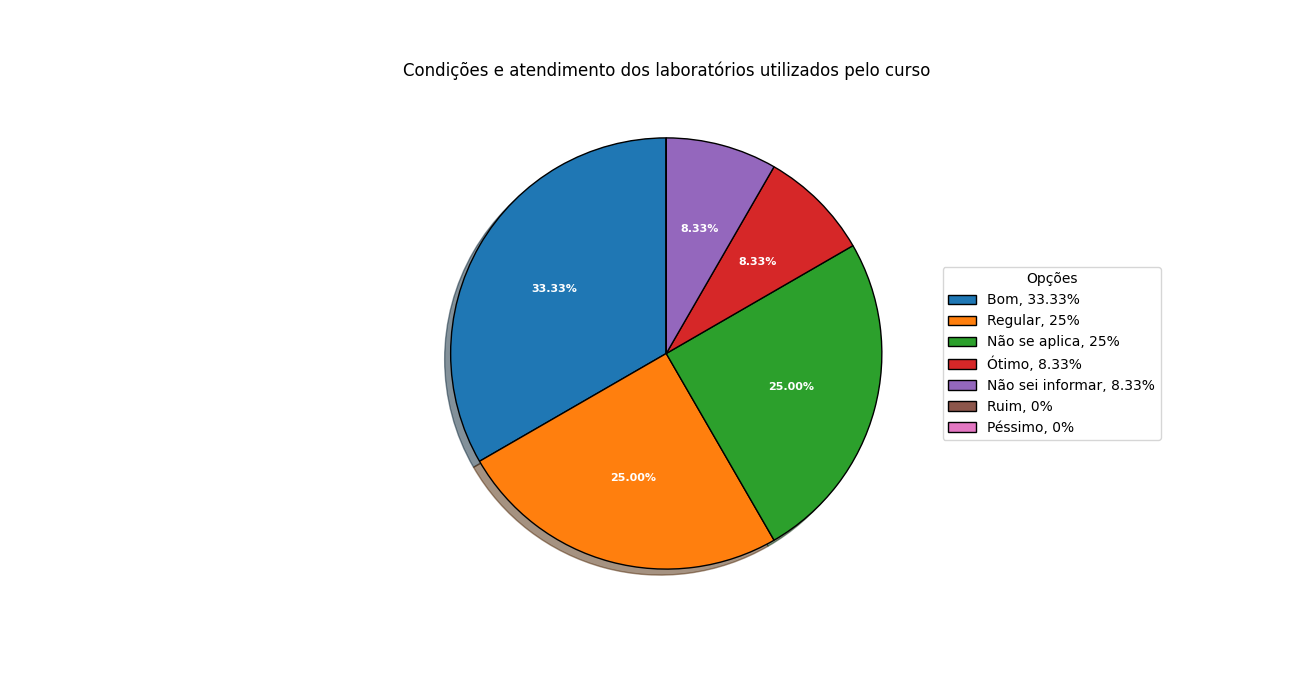 Condições e atendimento dos laboratórios utilizados pelo curso
8.33%
8.33%
33.33%
25.00%
25.00%
Opções
Bom, 33.33%
Regular, 25%
Não se aplica, 25%
Ótimo, 8.33%
Não sei informar, 8.33%
Ruim, 0%
Péssimo, 0%